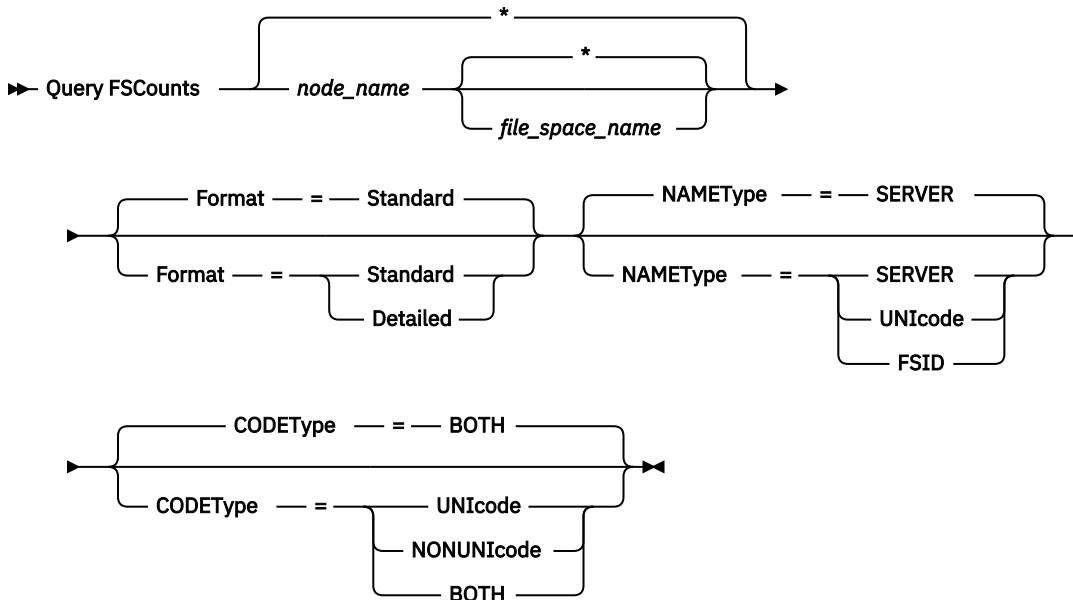 *
*
Query FSCounts node_name
file_space_name
Format = Standard NAMEType = SERVER
Format = Standard NAMEType = SERVER
Detailed UNIcode
FSID
CODEType = BOTH
CODEType = UNIcode
NONUNIcode
BOTH